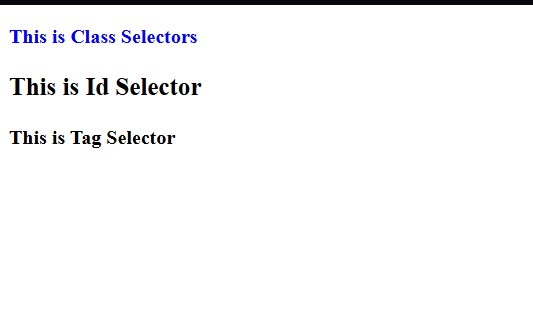 This is Class Selectors
This is Id Selector
This is Tag Selector